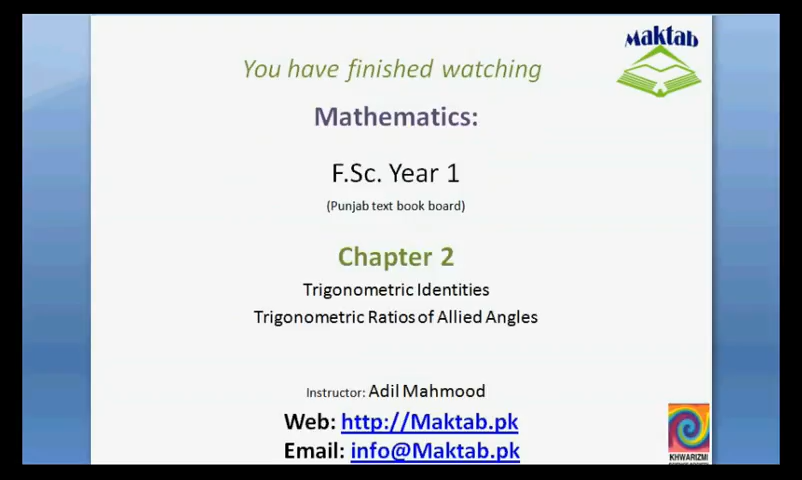 Maktab
You have finished watching
Mathematics:
F.Sc. Year 1
(Punjab text book board)
Chapter 2
Trigonometric Identities
Trigonometric Ratios of Allied Angles
Instructor: Adil Mahmood
Web: http://Maktab.pk
Email: info@Maktab.pk
KHWARIZMI